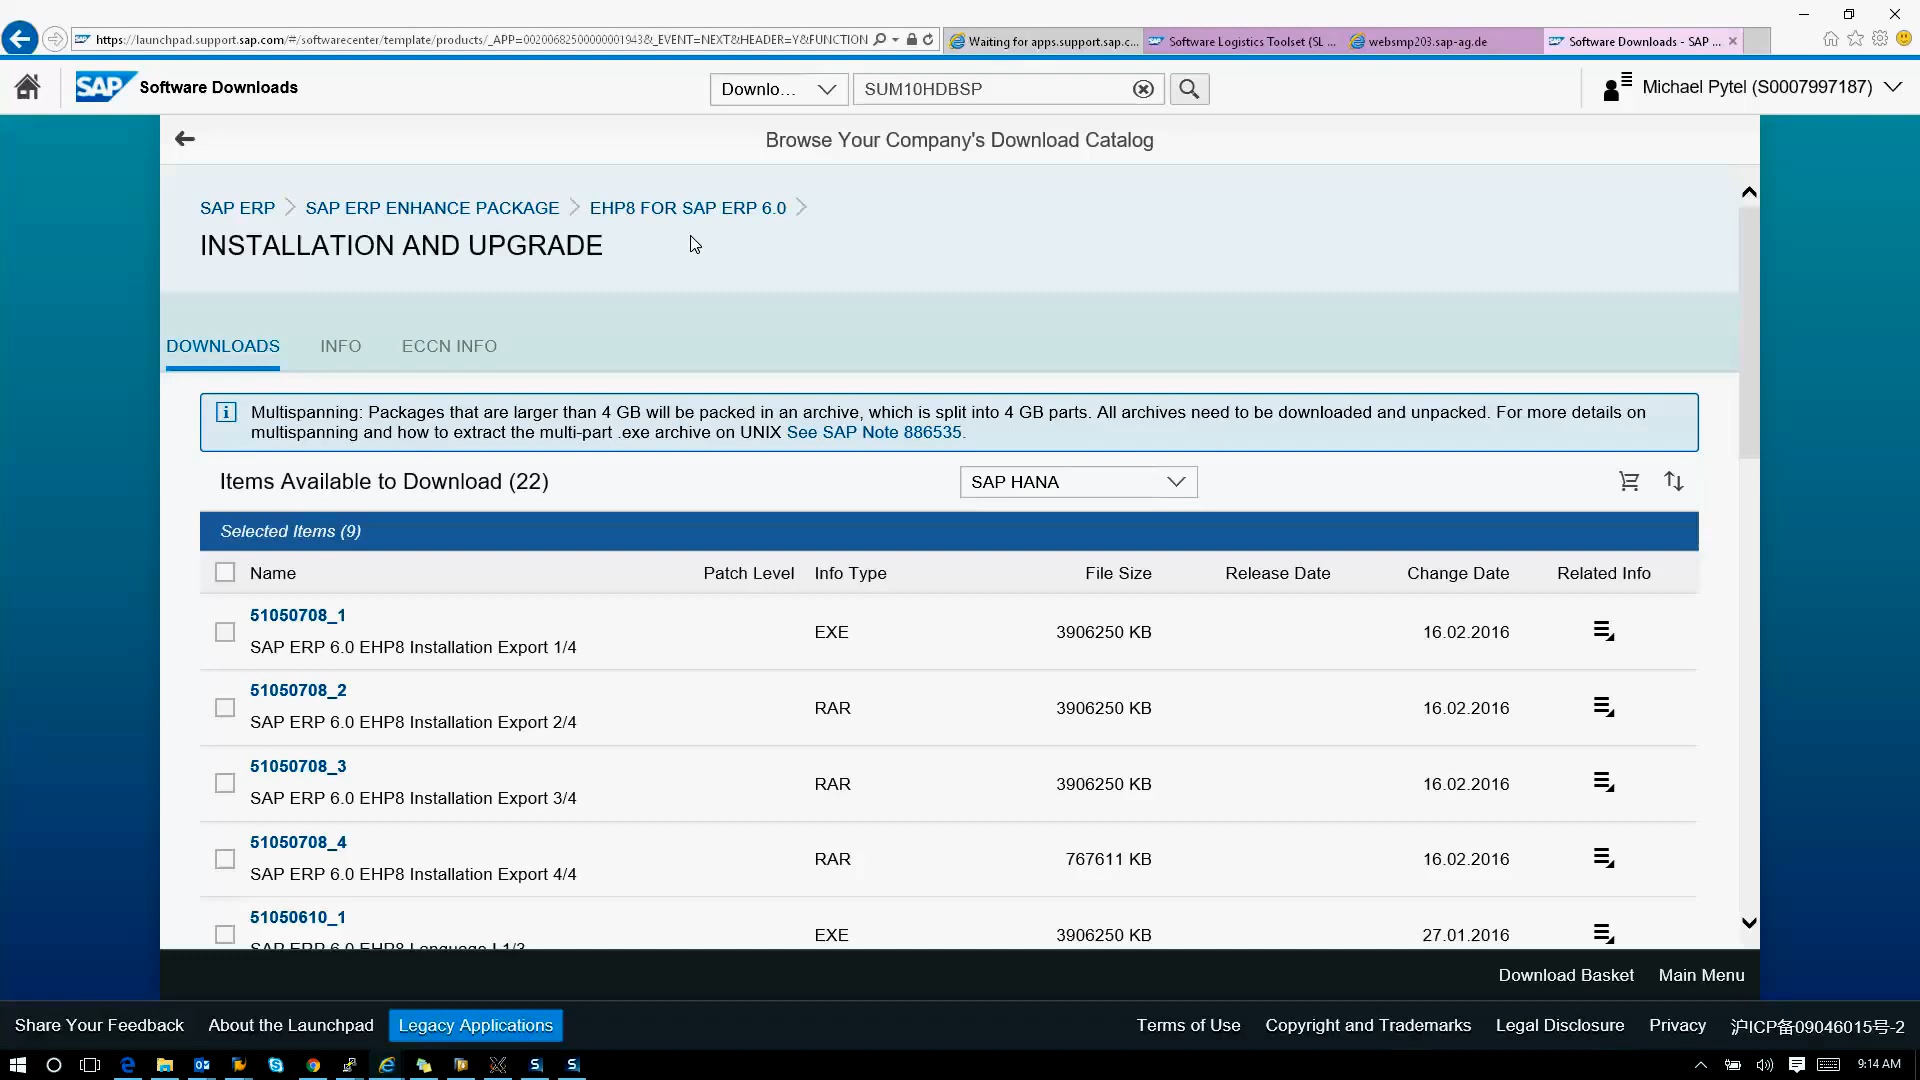 https://launchpad.support.sap.com/#/softwarecenter/template/products/_APP=00200682500000001943&_EVENT=NEXT&HEADER=Y&FUNCTION
Waiting for apps.support.sap.c...
Software Logistics Toolset (SL ...
websmp203.sap-ag.de
Software Downloads - SAP ...
SAP Software Downloads
Downlo...
SUM10HDBSP
Michael Pytel (S0007997187)
Browse Your Company's Download Catalog
SAP ERP
SAP ERP ENHANCE PACKAGE
EHP8 FOR SAP ERP 6.0
INSTALLATION AND UPGRADE
DOWNLOADS
INFO
ECCN INFO
Multispanning: Packages that are larger than 4 GB will be packed in an archive, which is split into 4 GB parts. All archives need to be downloaded and unpacked. For more details on
multispanning and how to extract the multi-part .exe archive on UNIX See SAP Note 886535.
Items Available to Download (22)
SAP HANA
Selected Items (9)
Name Patch Level Info Type File Size Release Date Change Date Related Info
51050708_1
SAP ERP 6.0 EHP8 Installation Export 1/4
EXE 3906250 KB 16.02.2016
51050708_2
SAP ERP 6.0 EHP8 Installation Export 2/4
RAR 3906250 KB 16.02.2016
51050708_3
SAP ERP 6.0 EHP8 Installation Export 3/4
RAR 3906250 KB 16.02.2016
51050708_4
SAP ERP 6.0 EHP8 Installation Export 4/4
RAR 767611 KB 16.02.2016
51050610_1
SAP ERP 6.0 EHP8 Language I 1/3
EXE 3906250 KB 27.01.2016
Download Basket
Main Menu
Share Your Feedback
About the Launchpad
Legacy Applications
Terms of Use
Copyright and Trademarks
Legal Disclosure
Privacy
沪ICP备09046015号-2
9:14 AM